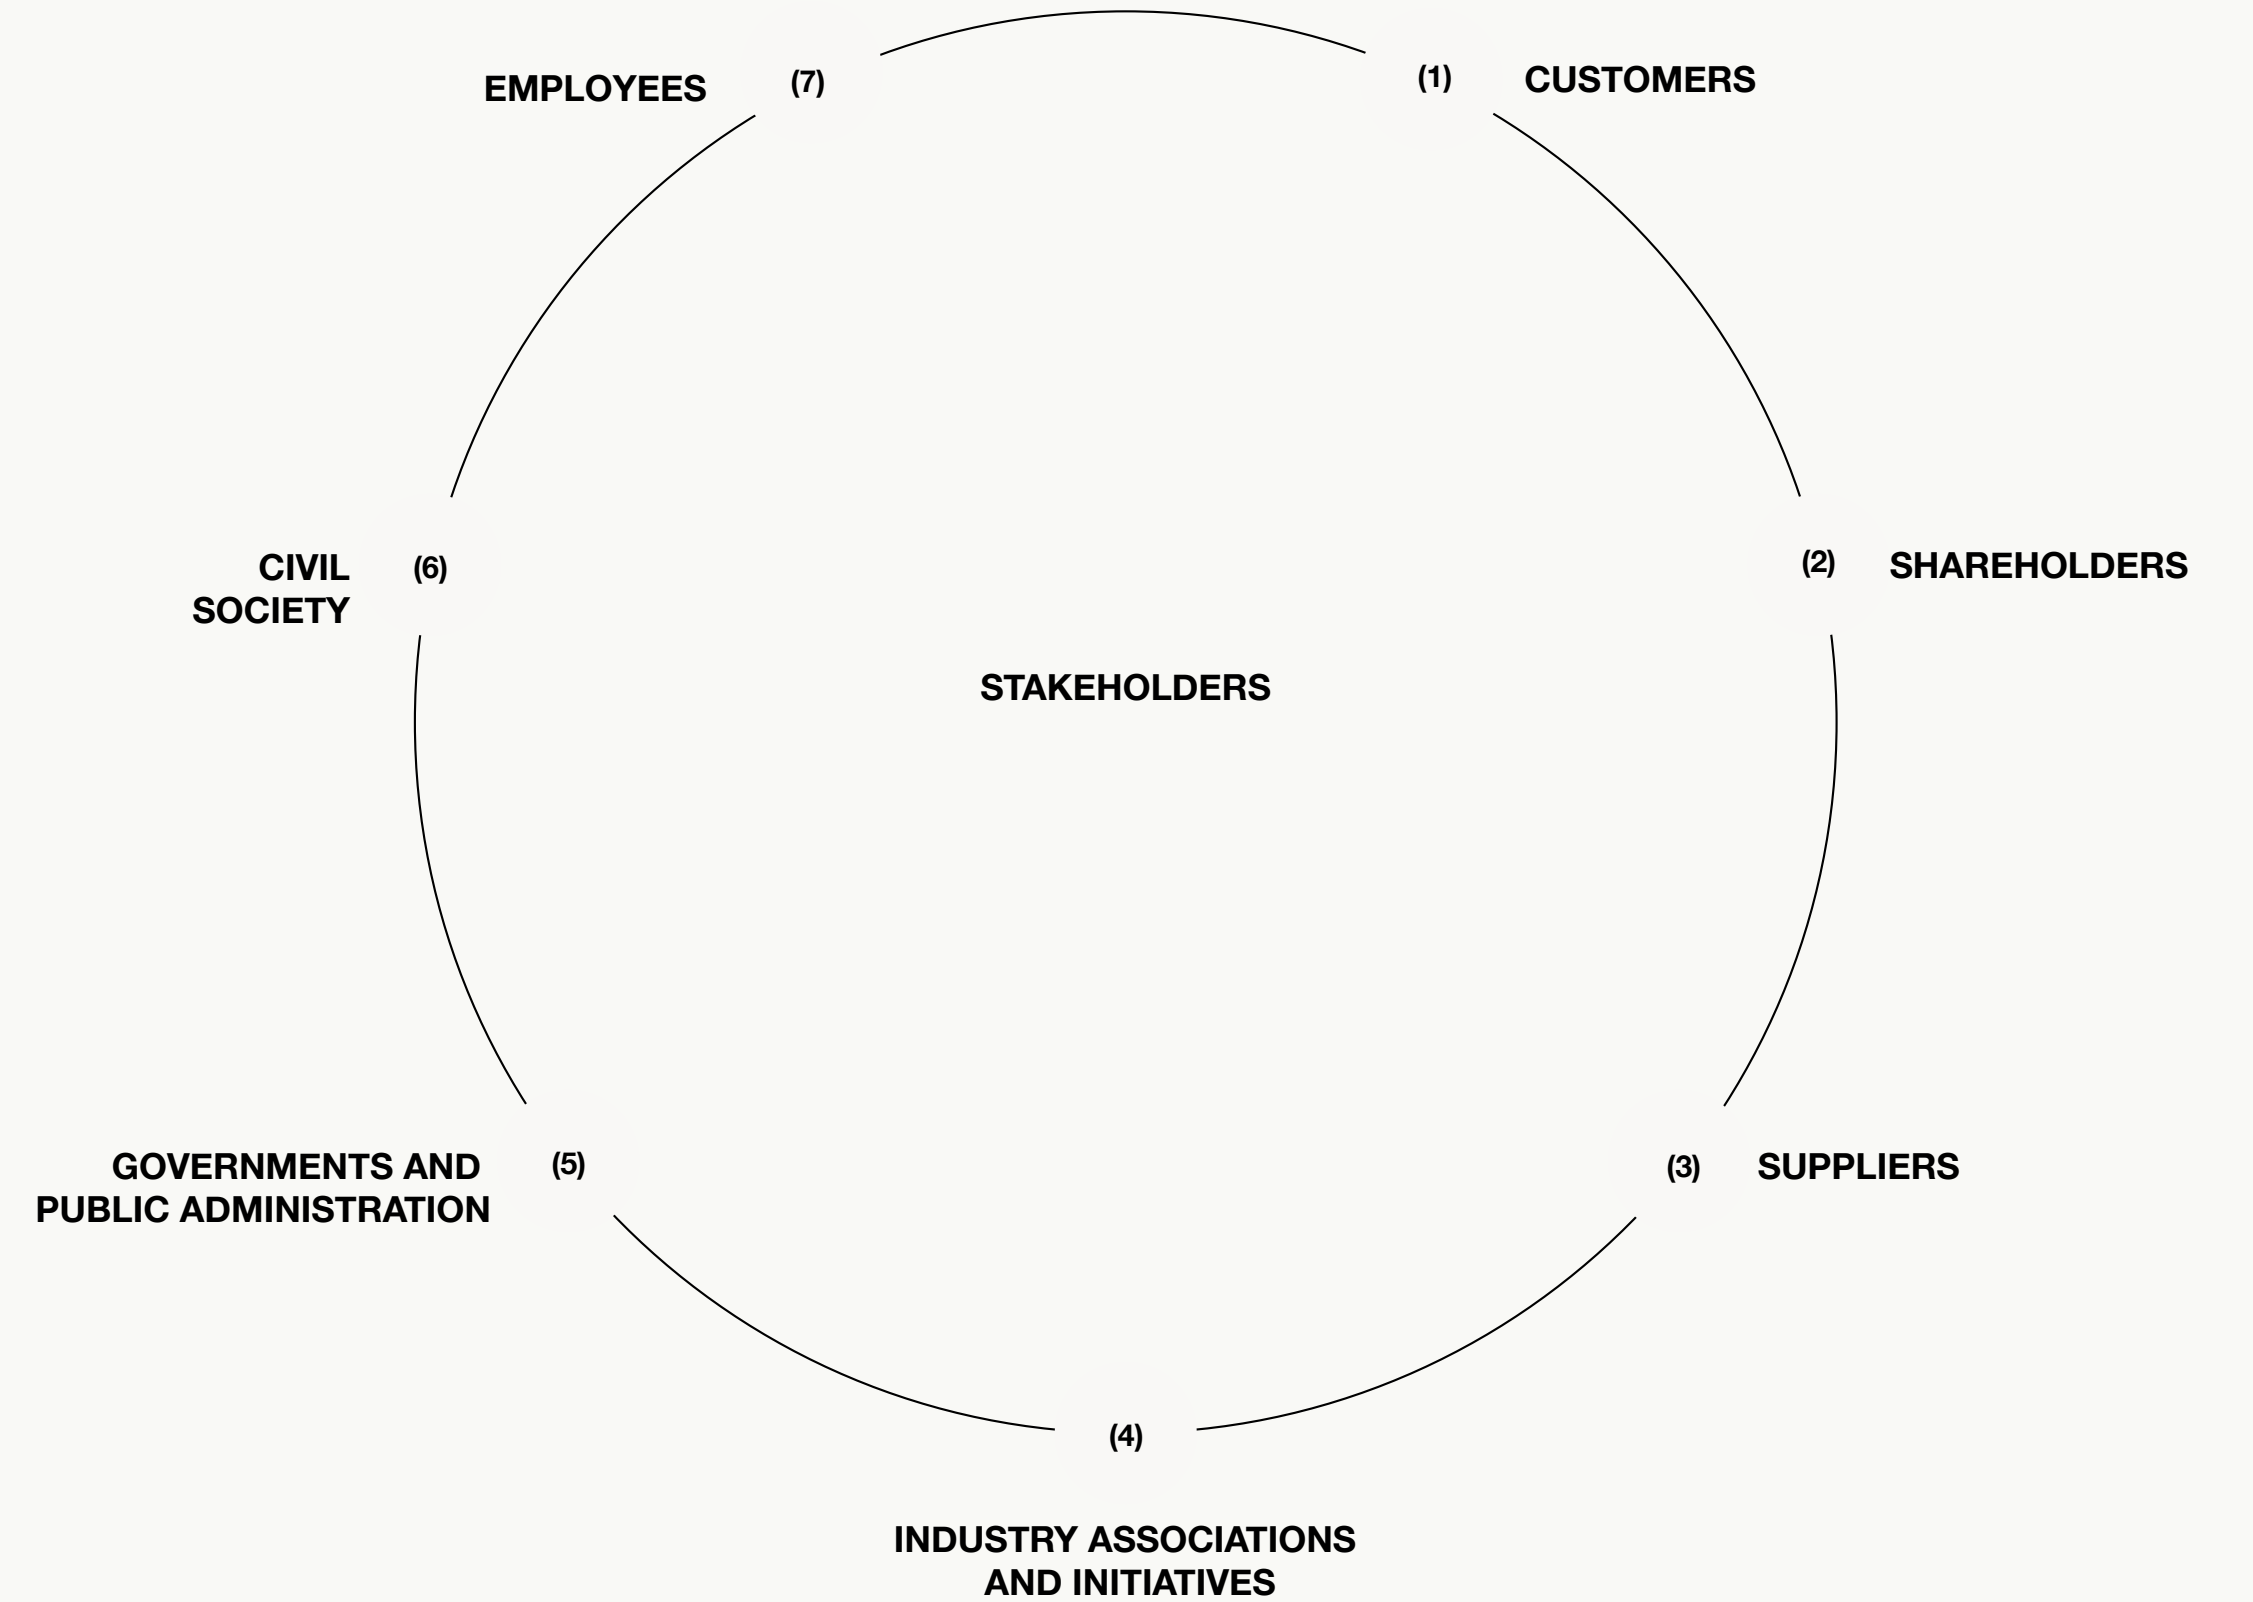 (7)
EMPLOYEES
(1)
CUSTOMERS
(6)
CIVIL
SOCIETY
(2)
SHAREHOLDERS
STAKEHOLDERS
(5)
GOVERNMENTS AND
PUBLIC ADMINISTRATION
(3)
SUPPLIERS
(4)
INDUSTRY ASSOCIATIONS
AND INITIATIVES